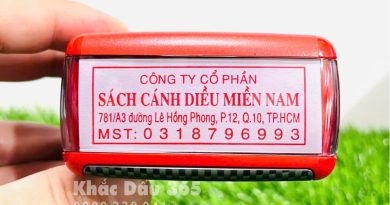 CÔNG TY CỔ PHẦN
SÁCH CÁNH DIỀU MIỀN NAM
781/A3 đường Lê Hồng Phong, P.12, Q.10, TP.HCM
MST: 0318796993
Khắc Dấu 365